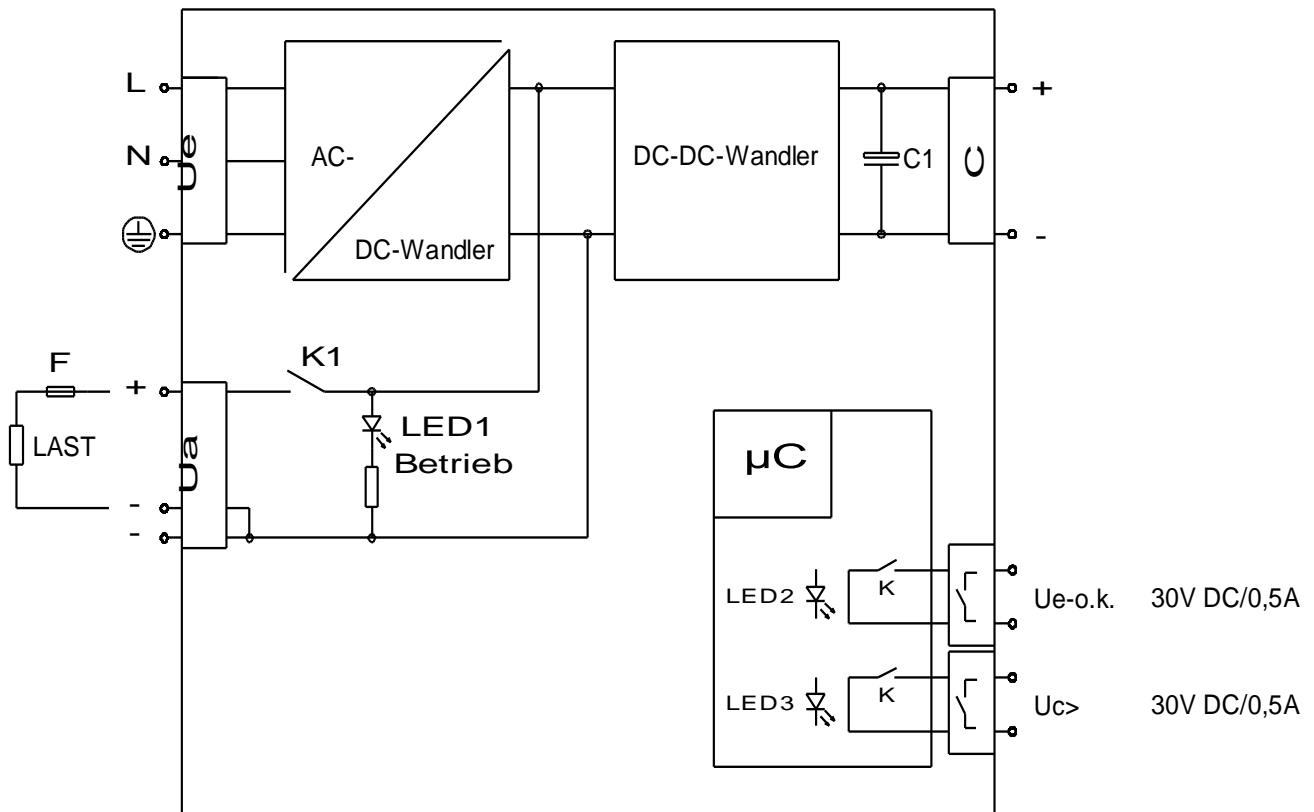 L
+
N
Ue
AC-
DC-Wandler
DC-DC-Wandler
C1
C
-
F
+
K1
LAST
Ua
LED1
Betrieb
-
-
µC
LED2
K
Ue-o.k.
30V DC/0,5A
LED3
K
Uc>
30V DC/0,5A